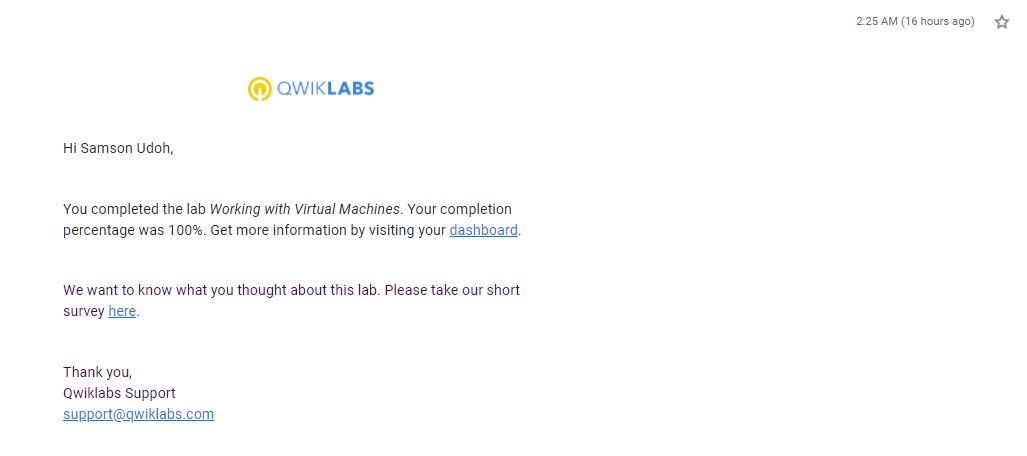 2:25 AM (16 hours ago)
QWIKLABS
Hi Samson Udoh,
You completed the lab Working with Virtual Machines. Your completion
percentage was 100%. Get more information by visiting your dashboard.
We want to know what you thought about this lab. Please take our short
survey here.
Thank you,
Qwiklabs Support
support@qwiklabs.com